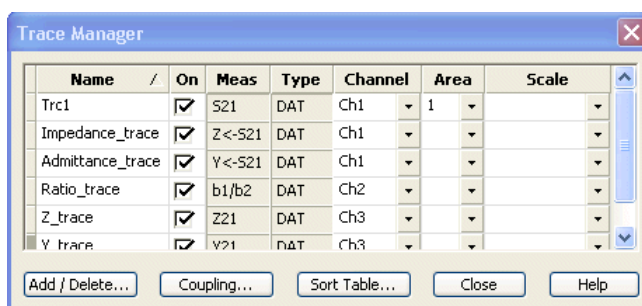 Trace Manager
Name / On Meas Type Channel Area Scale
Trc1 S21 DAT Ch1 1
Impedance_trace Z<-S21 DAT Ch1
Admittance_trace Y<-S21 DAT Ch1
Ratio_trace b1/b2 DAT Ch2
Z_trace Z21 DAT Ch3
Y_trace Y21 DAT Ch3
Add / Delete... Coupling... Sort Table... Close Help